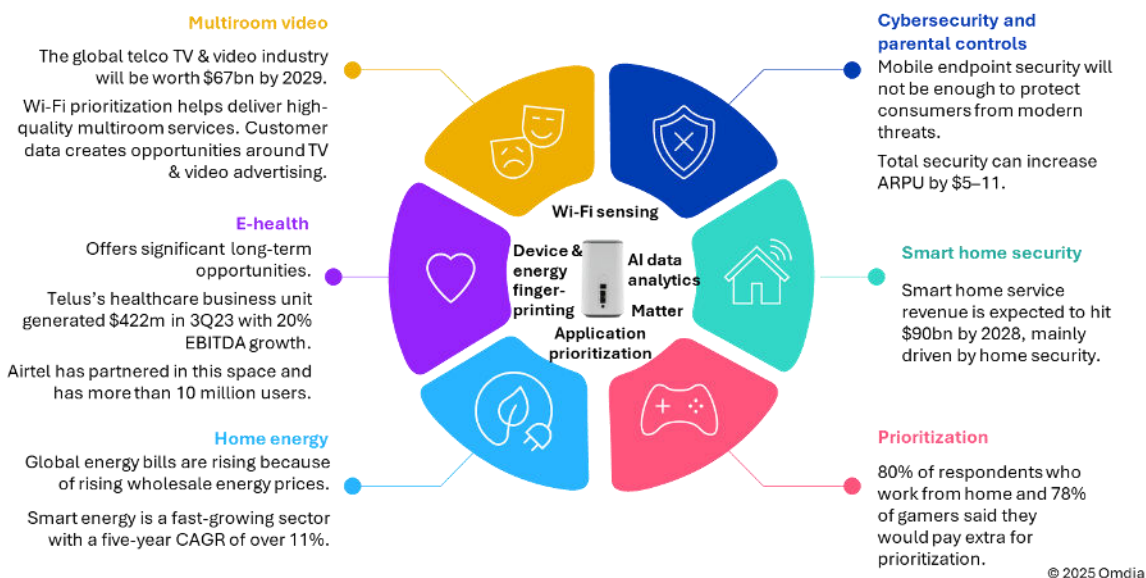 Multiroom video
The global telco TV & video industry
will be worth $67bn by 2029.
Wi-Fi prioritization helps deliver high-
quality multiroom services. Customer
data creates opportunities around TV
& video advertising.
E-health
Offers significant long-term
opportunities.
Telus’s healthcare business unit
generated $422m in 3Q23 with 20%
EBITDA growth.
Airtel has partnered in this space and
has more than 10 million users.
Home energy
Global energy bills are rising because
of rising wholesale energy prices.
Smart energy is a fast-growing sector
with a five-year CAGR of over 11%.
Wi-Fi sensing
Device &
energy
finger-
printing
AI data
analytics
Matter
Application
prioritization
Cybersecurity and
parental controls
Mobile endpoint security will
not be enough to protect
consumers from modern
threats.
Total security can increase
ARPU by $5–11.
Smart home security
Smart home service
revenue is expected to hit
$90bn by 2028, mainly
driven by home security.
Prioritization
80% of respondents who
work from home and 78%
of gamers said they
would pay extra for
prioritization.
© 2025 Omdia